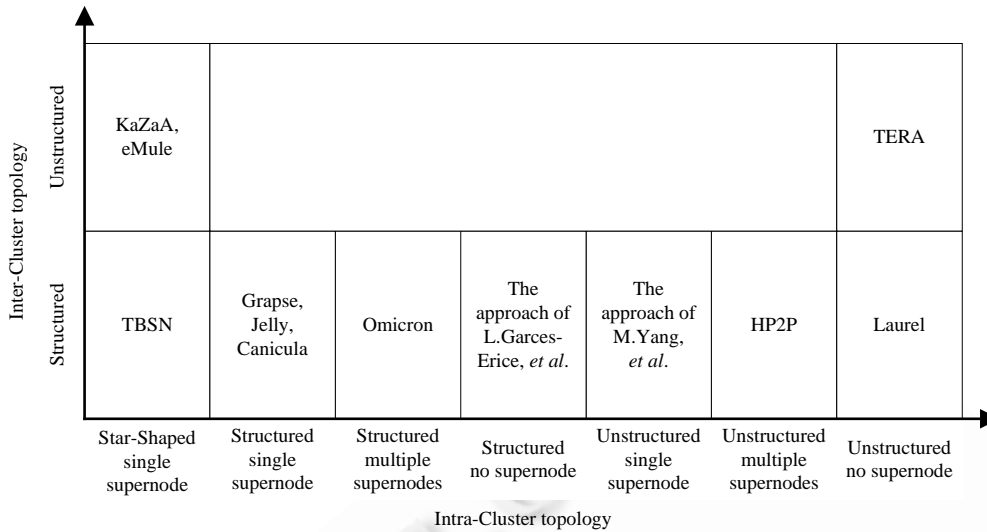 Inter-Cluster topology
Unstructured
KaZaA,
eMule
TERA
Structured
TBSN
Grapse,
Jelly,
Canicula
Omicron
The
approach of
L.Garces-
Erice, et al.
The
approach of
M.Yang,
et al.
HP2P
Laurel
Star-Shaped
single
supernode
Structured
single
supernode
Structured
multiple
supernodes
Structured
no supernode
Unstructured
single
supernode
Unstructured
multiple
supernodes
Unstructured
no supernode
Intra-Cluster topology